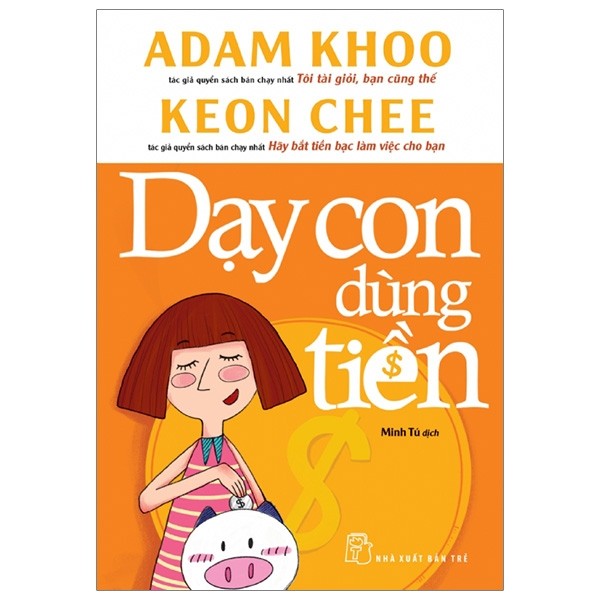 ADAM KHOO
tác giả quyển sách bán chạy nhất Tôi tài giỏi, bạn cũng thế
KEON CHEE
tác giả quyển sách bán chạy nhất Hãy bắt tiền bạc làm việc cho bạn
Dạy con
dùng
tiền
$
Minh Tú dịch
$
$
NHÀ XUẤT BẢN TRẺ